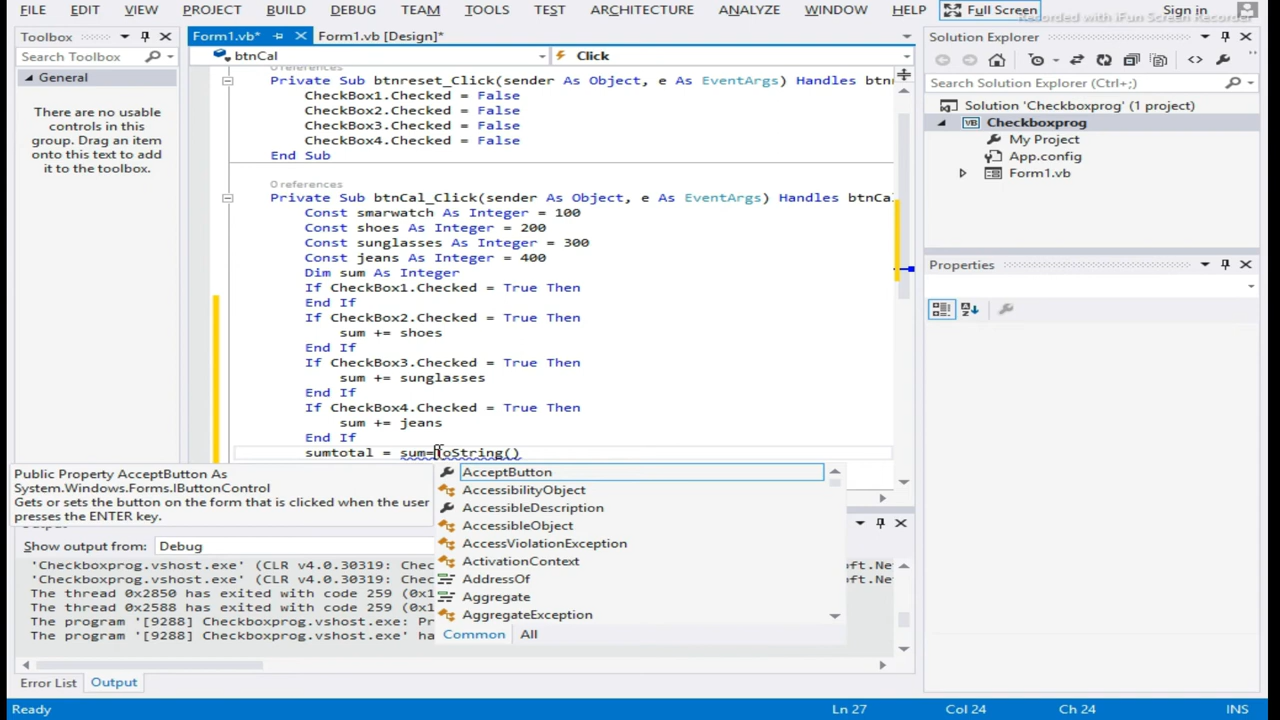 FILE EDIT VIEW PROJECT BUILD DEBUG TEAM TOOLS TEST ARCHITECTURE ANALYZE WINDOW HELP Full Screen Sign in
Recorded with iFun Screen Recorder
Toolbox
Search Toolbox
General
There are no usable
controls in this
group. Drag an item
onto this text to add
it to the toolbox.
Form1.vb* Form1.vb [Design]*
btnCal Click
Private Sub btnreset_Click(sender As Object, e As EventArgs) Handles
CheckBox1.Checked = False
CheckBox2.Checked = False
CheckBox3.Checked = False
CheckBox4.Checked = False
End Sub
0 references
Private Sub btnCal_Click(sender As Object, e As EventArgs) Handles btnCa
Const smarwatch As Integer = 100
Const shoes As Integer = 200
Const sunglasses As Integer = 300
Const jeans As Integer = 400
Dim sum As Integer
If CheckBox1.Checked = True Then
End If
If CheckBox2.Checked = True Then
sum += shoes
End If
If CheckBox3.Checked = True Then
sum += sunglasses
End If
If CheckBox4.Checked = True Then
sum += jeans
End If
sumtotal = sum=ToString()
Public Property AcceptButton As
System.Windows.Forms.IButtonControl
Gets or sets the button on the form that is clicked when the user
presses the ENTER key.
AcceptButton
AccessibilityObject
AccessibleDescription
AccessibleObject
AccessViolationException
ActivationContext
AddressOf
Aggregate
AggregateException
Common All
Show output from: Debug
'Checkboxprog.vshost.exe' (CLR v4.0.30319: Chec
'Checkboxprog.vshost.exe' (CLR v4.0.30319: Chec
The thread 0x2850 has exited with code 259 (0x1
The thread 0x2588 has exited with code 259 (0x1
The program '[9288] Checkboxprog.vshost.exe: Pr
The program '[9288] Checkboxprog.vshost.exe' ha
oft.Ne
Error List Output
Solution Explorer
Search Solution Explorer (Ctrl+;)
Solution 'Checkboxprog' (1 project)
Checkboxprog
My Project
App.config
Form1.vb
Properties
Ready Ln 27 Col 24 Ch 24 INS